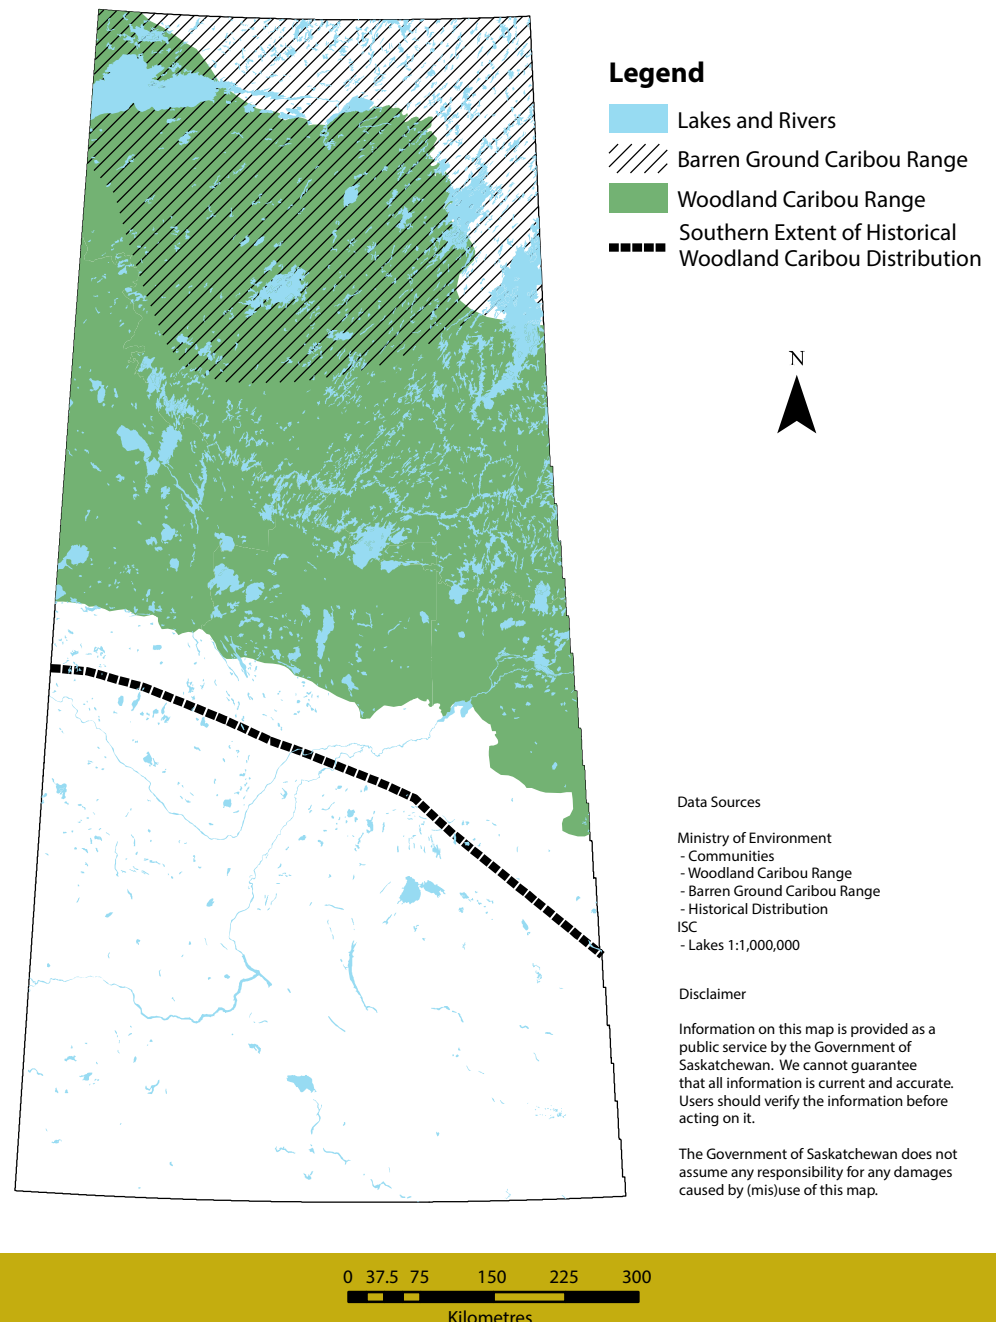 Legend
Lakes and Rivers
Barren Ground Caribou Range
Woodland Caribou Range
Southern Extent of Historical
Woodland Caribou Distribution
N
Data Sources
Ministry of Environment
- Communities
- Woodland Caribou Range
- Barren Ground Caribou Range
- Historical Distribution
ISC
- Lakes 1:1,000,000
Disclaimer
Information on this map is provided as a
public service by the Government of
Saskatchewan. We cannot guarantee
that all information is current and accurate.
Users should verify the information before
acting on it.
The Government of Saskatchewan does not
assume any responsibility for any damages
caused by (mis)use of this map.
0 37.5 75 150 225 300
Kilometres